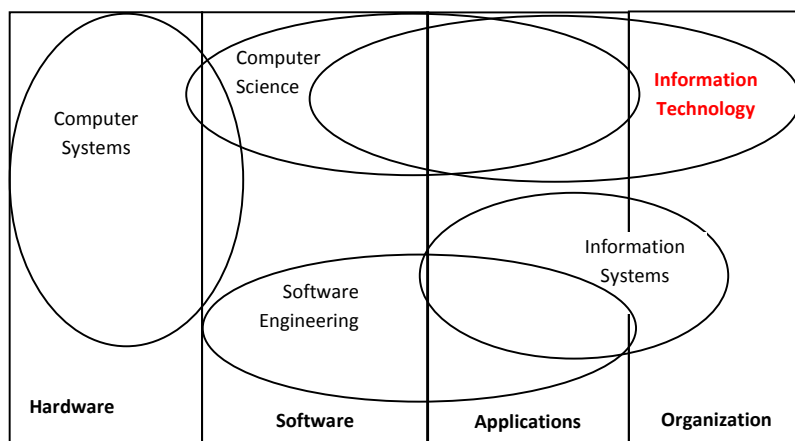 Computer
Science
Information
Technology
Computer
Systems
Information
Systems
Software
Engineering
Hardware
Software
Applications
Organization